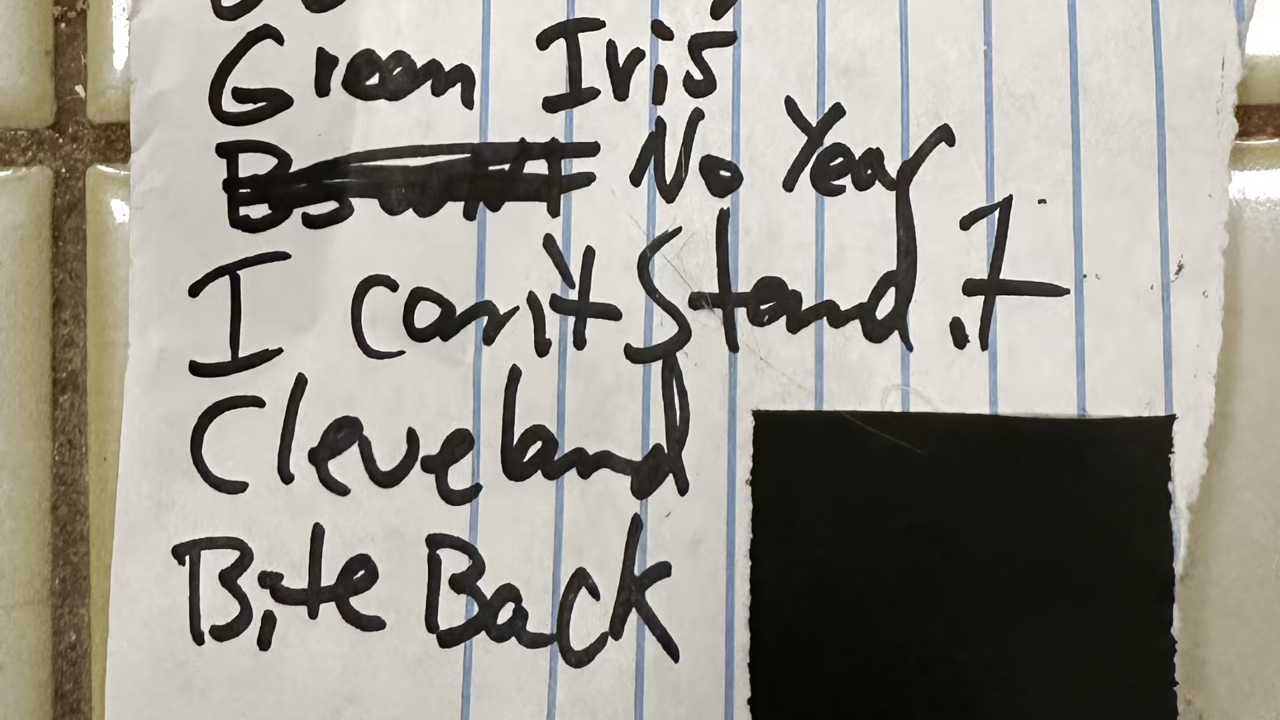 Green Iris
No Year
I can't Stand it
Cleveland
Bite Back